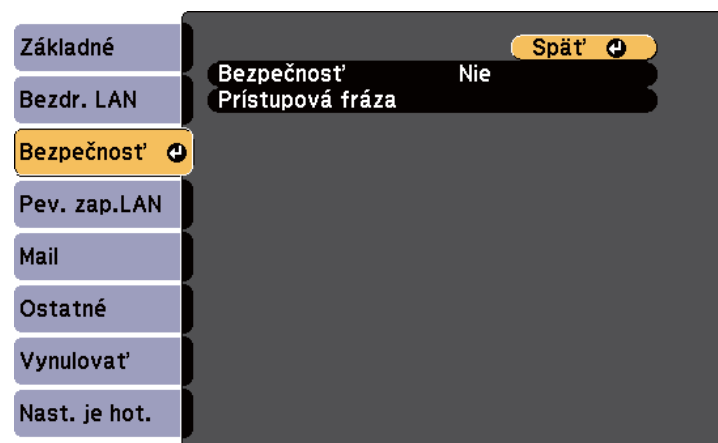 Základné
Bezdr. LAN
Bezpečnosť
Pev. zap.LAN
Mail
Ostatné
Vynulovať
Nast. je hot.
Späť
Bezpečnosť Nie
Prístupová fráza